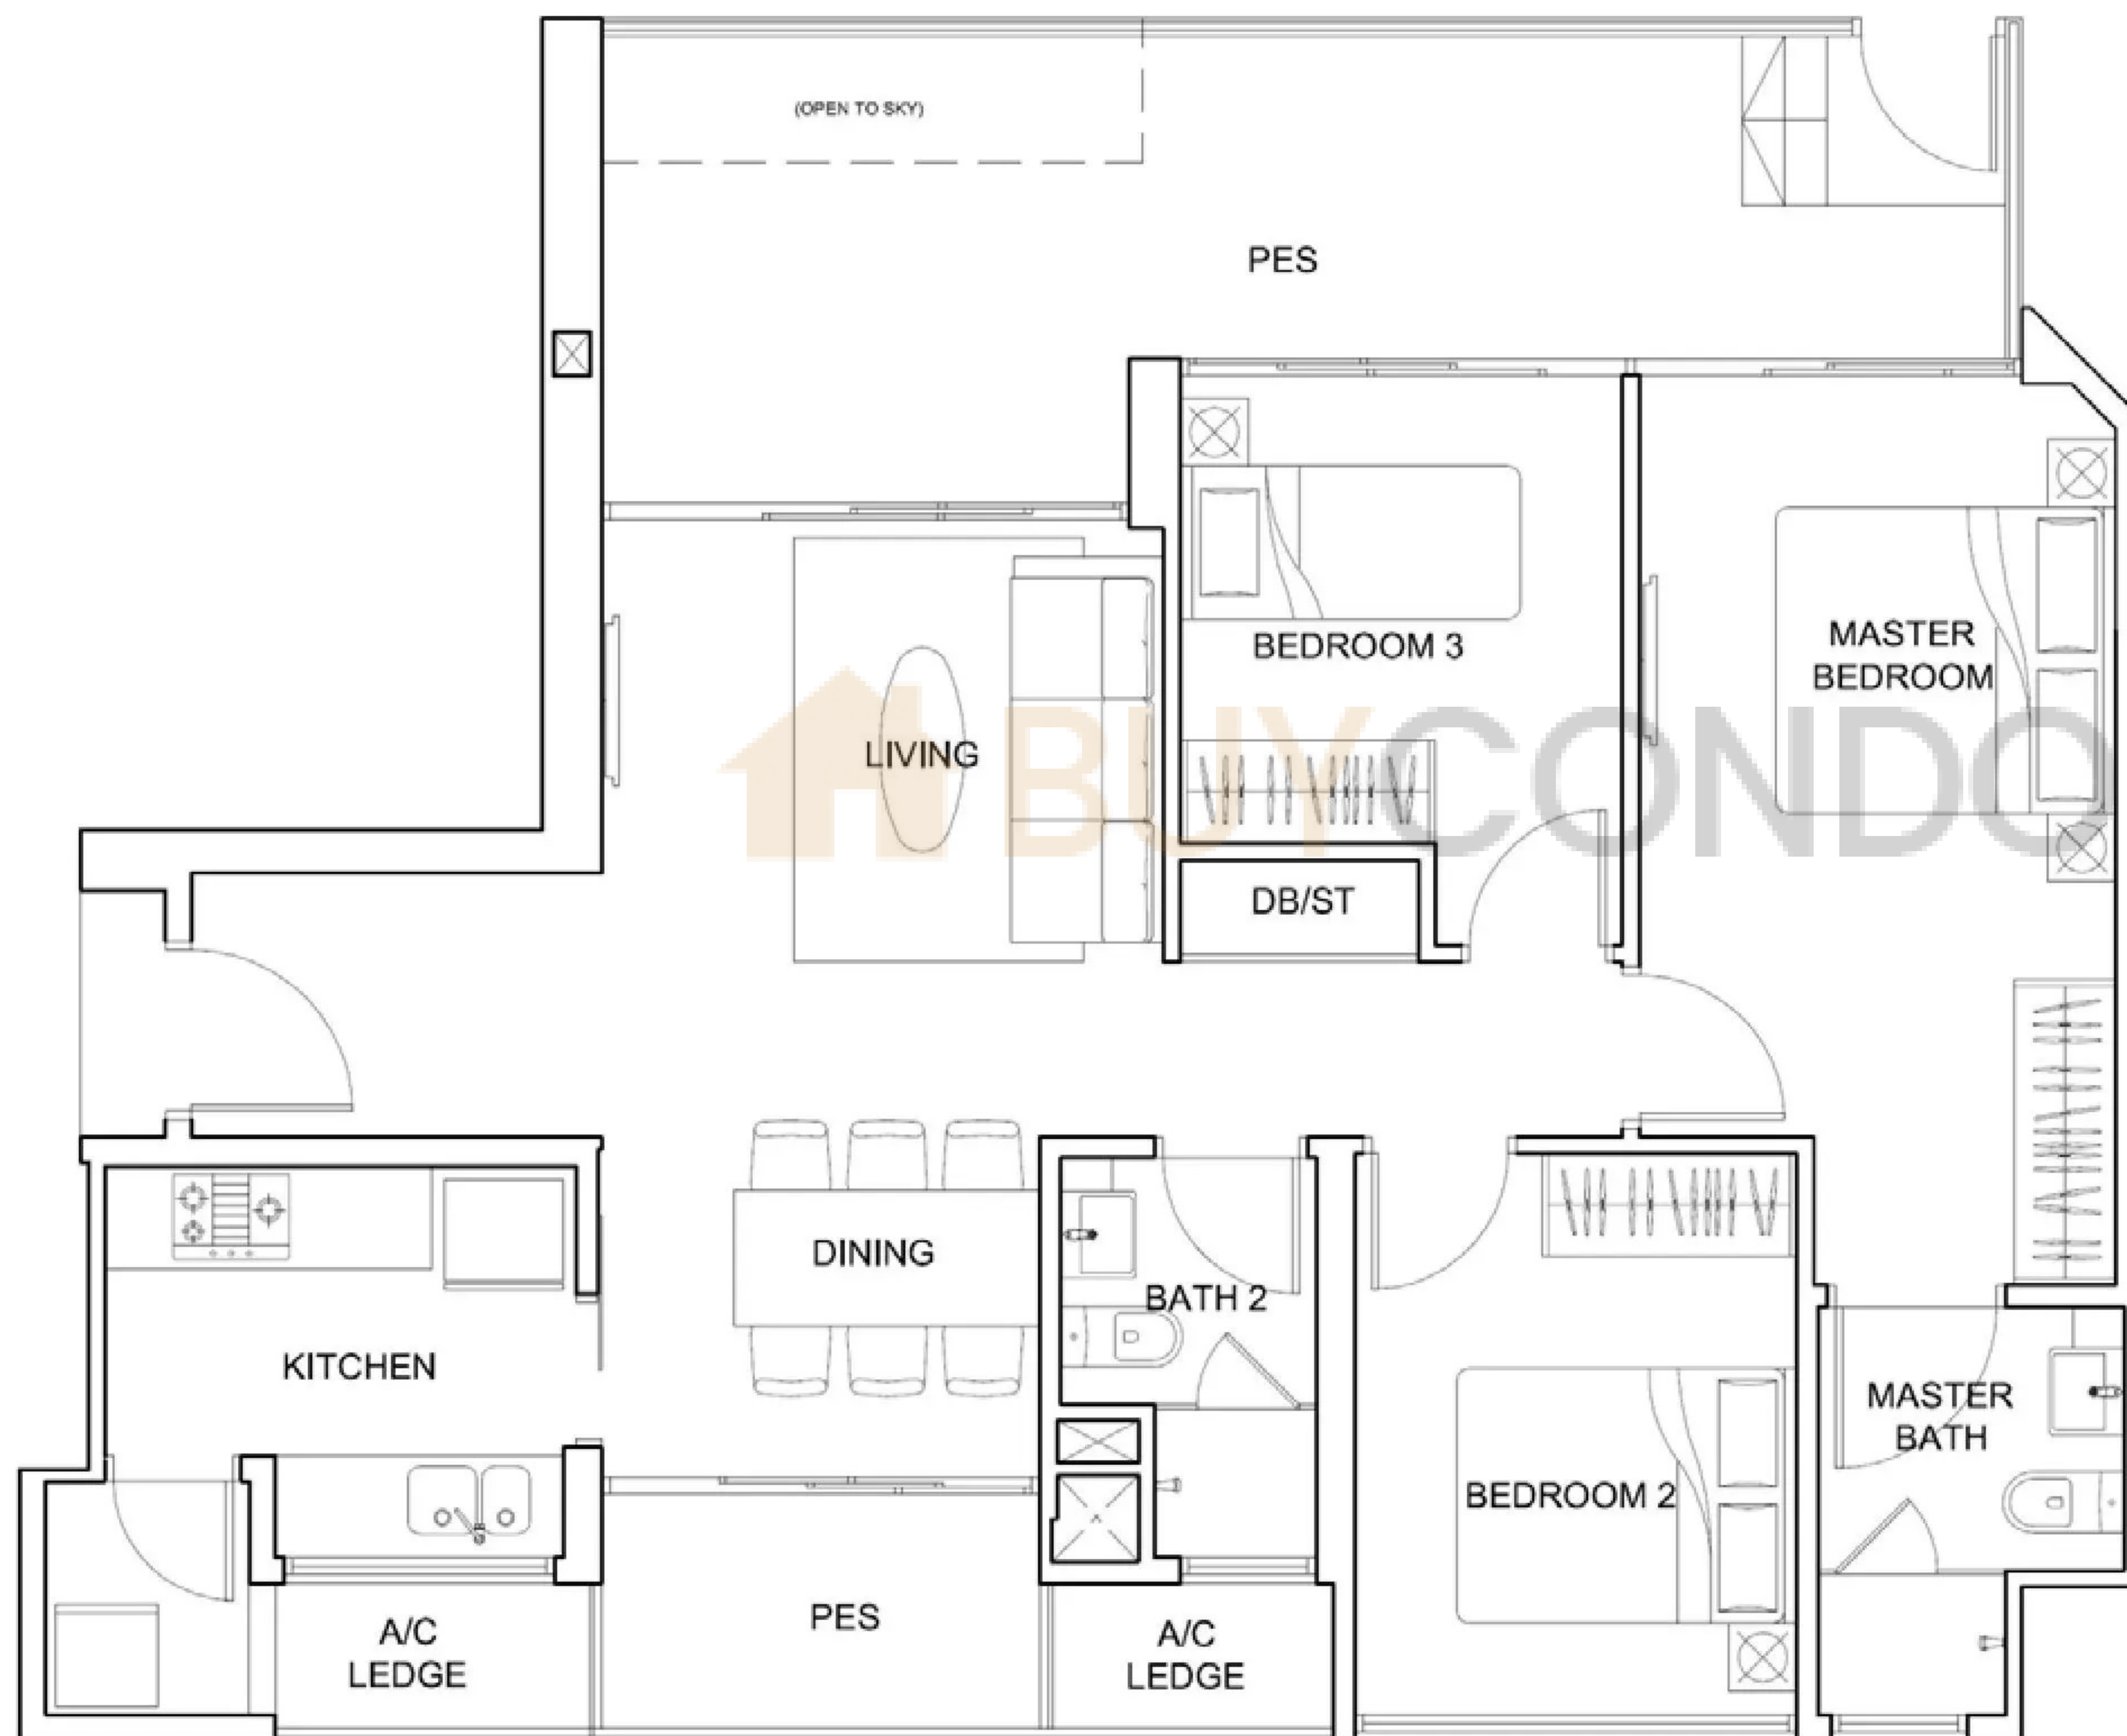 (OPEN TO SKY)
PES
BEDROOM 3
MASTER
BEDROOM
LIVING
BUYCONDO
DB/ST
DINING
BATH 2
KITCHEN
MASTER
BATH
BEDROOM 2
PES
A/C
LEDGE
A/C
LEDGE